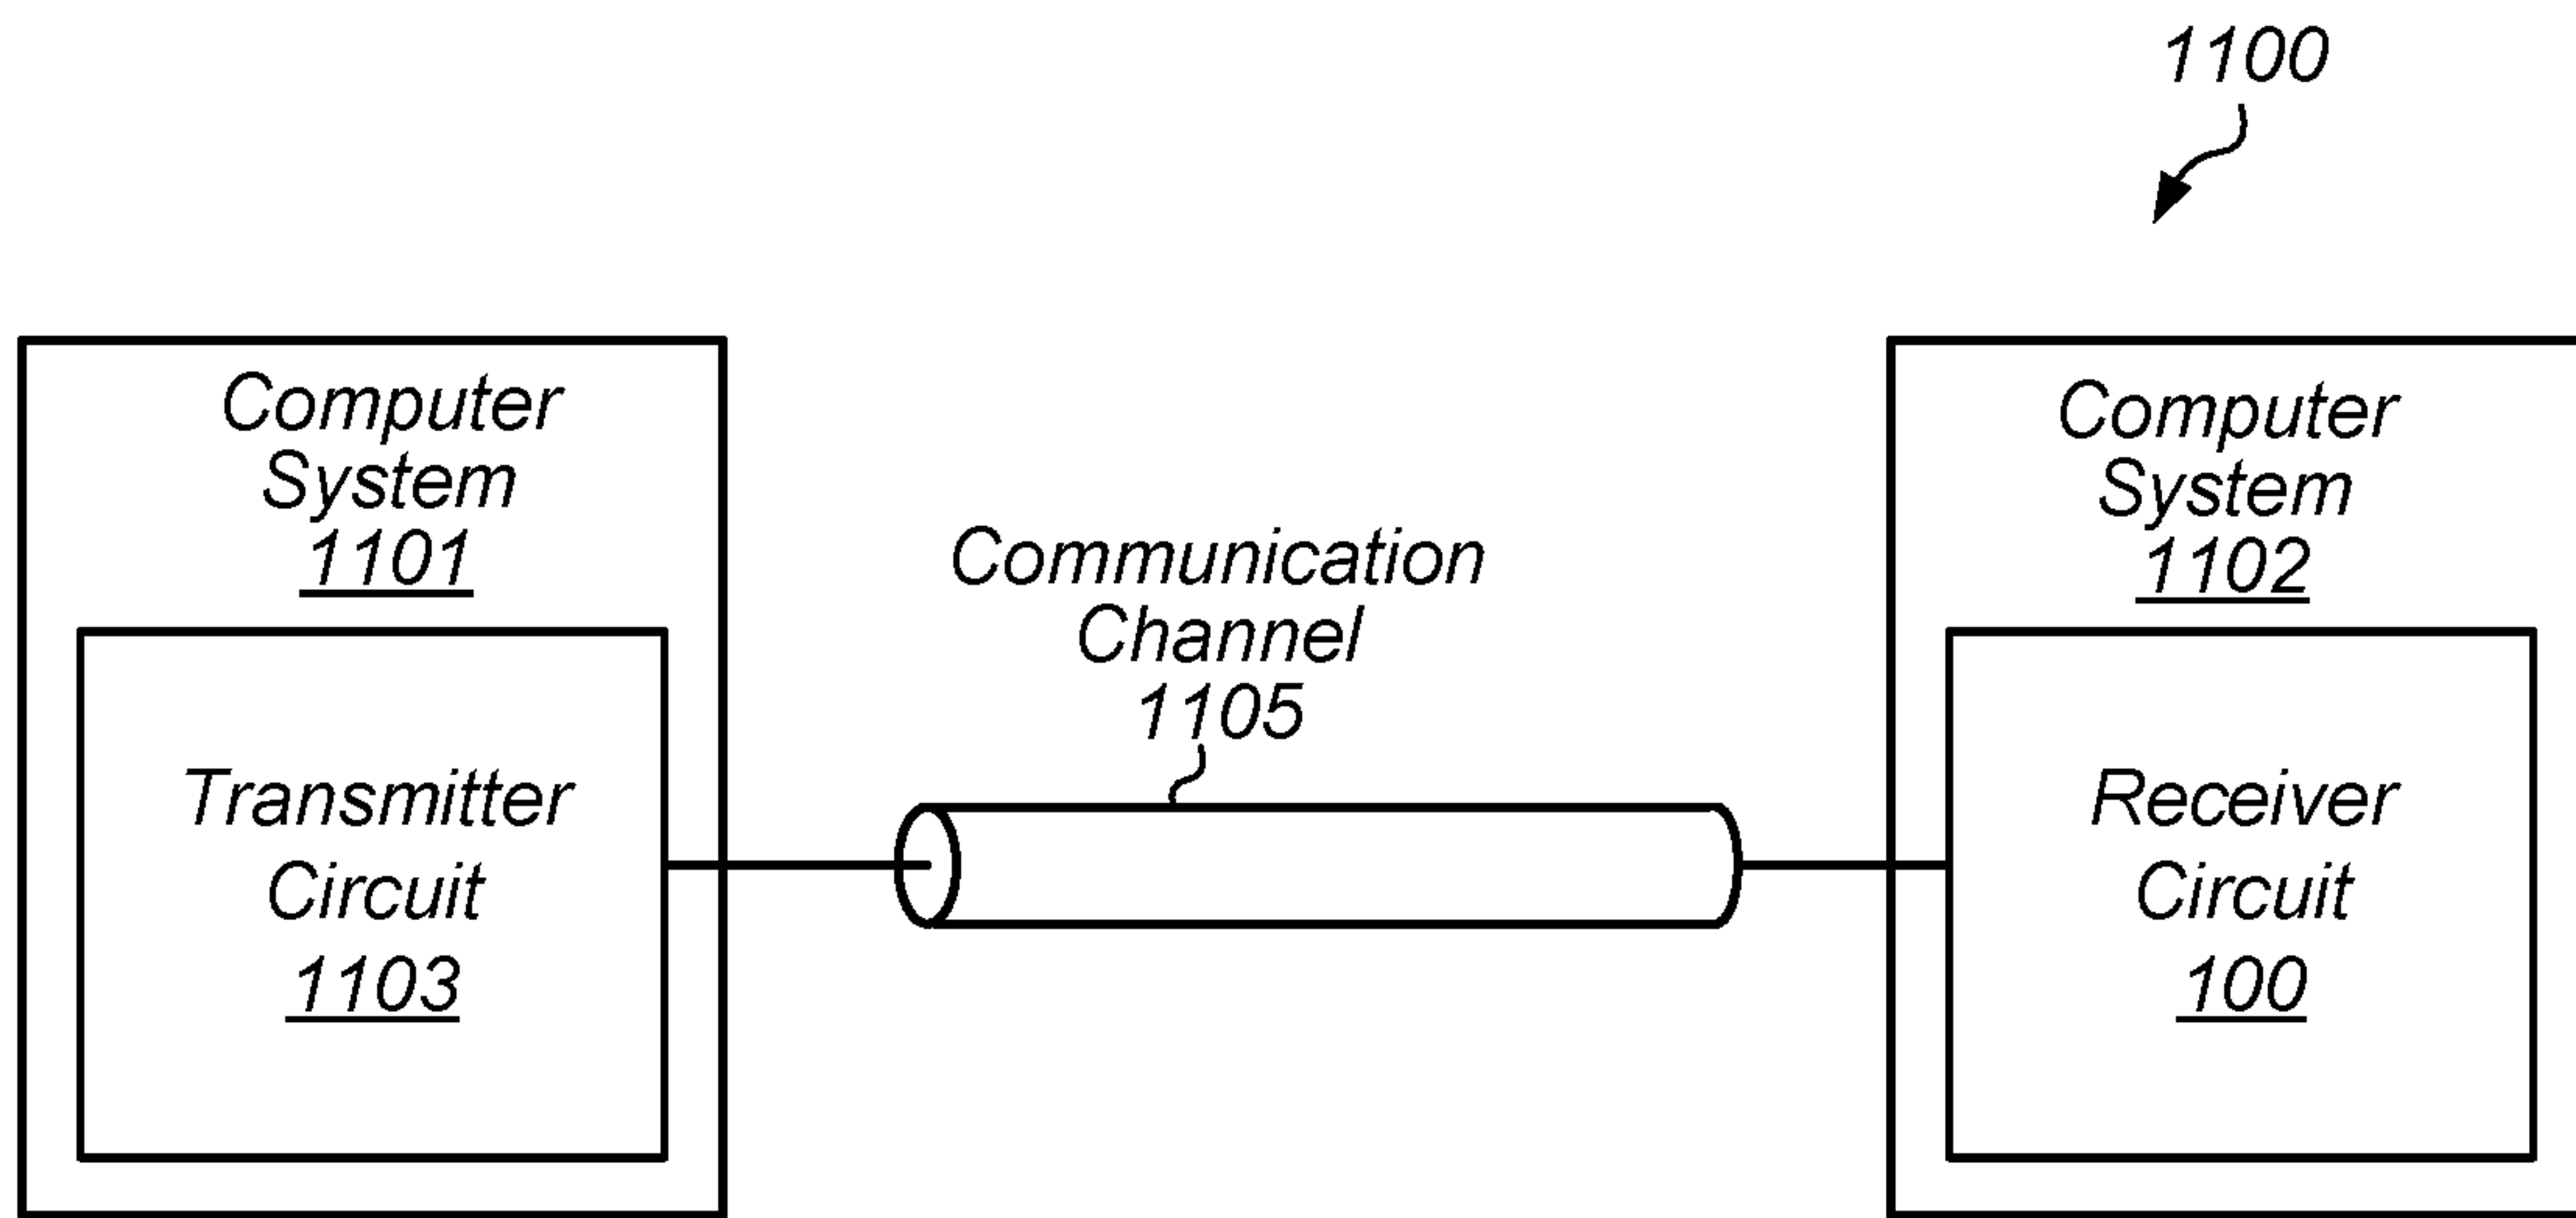 1100
Computer
System
1101
Transmitter
Circuit
1103
Communication
Channel
1105
Computer
System
1102
Receiver
Circuit
100